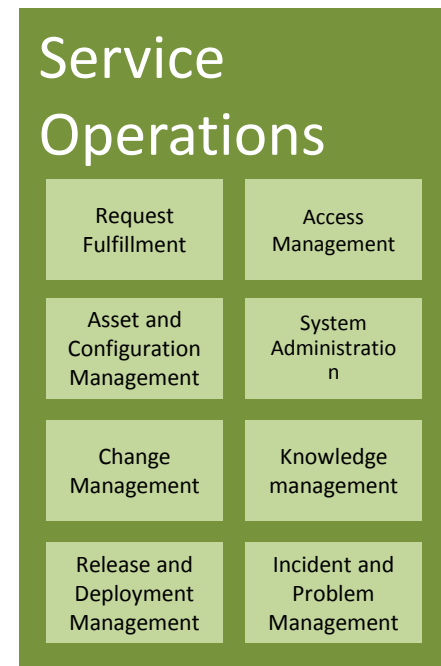 Service
Operations
Request
Fulfillment
Access
Management
Asset and
Configuration
Management
System
Administratio
n
Change
Management
Knowledge
management
Release and
Deployment
Management
Incident and
Problem
Management